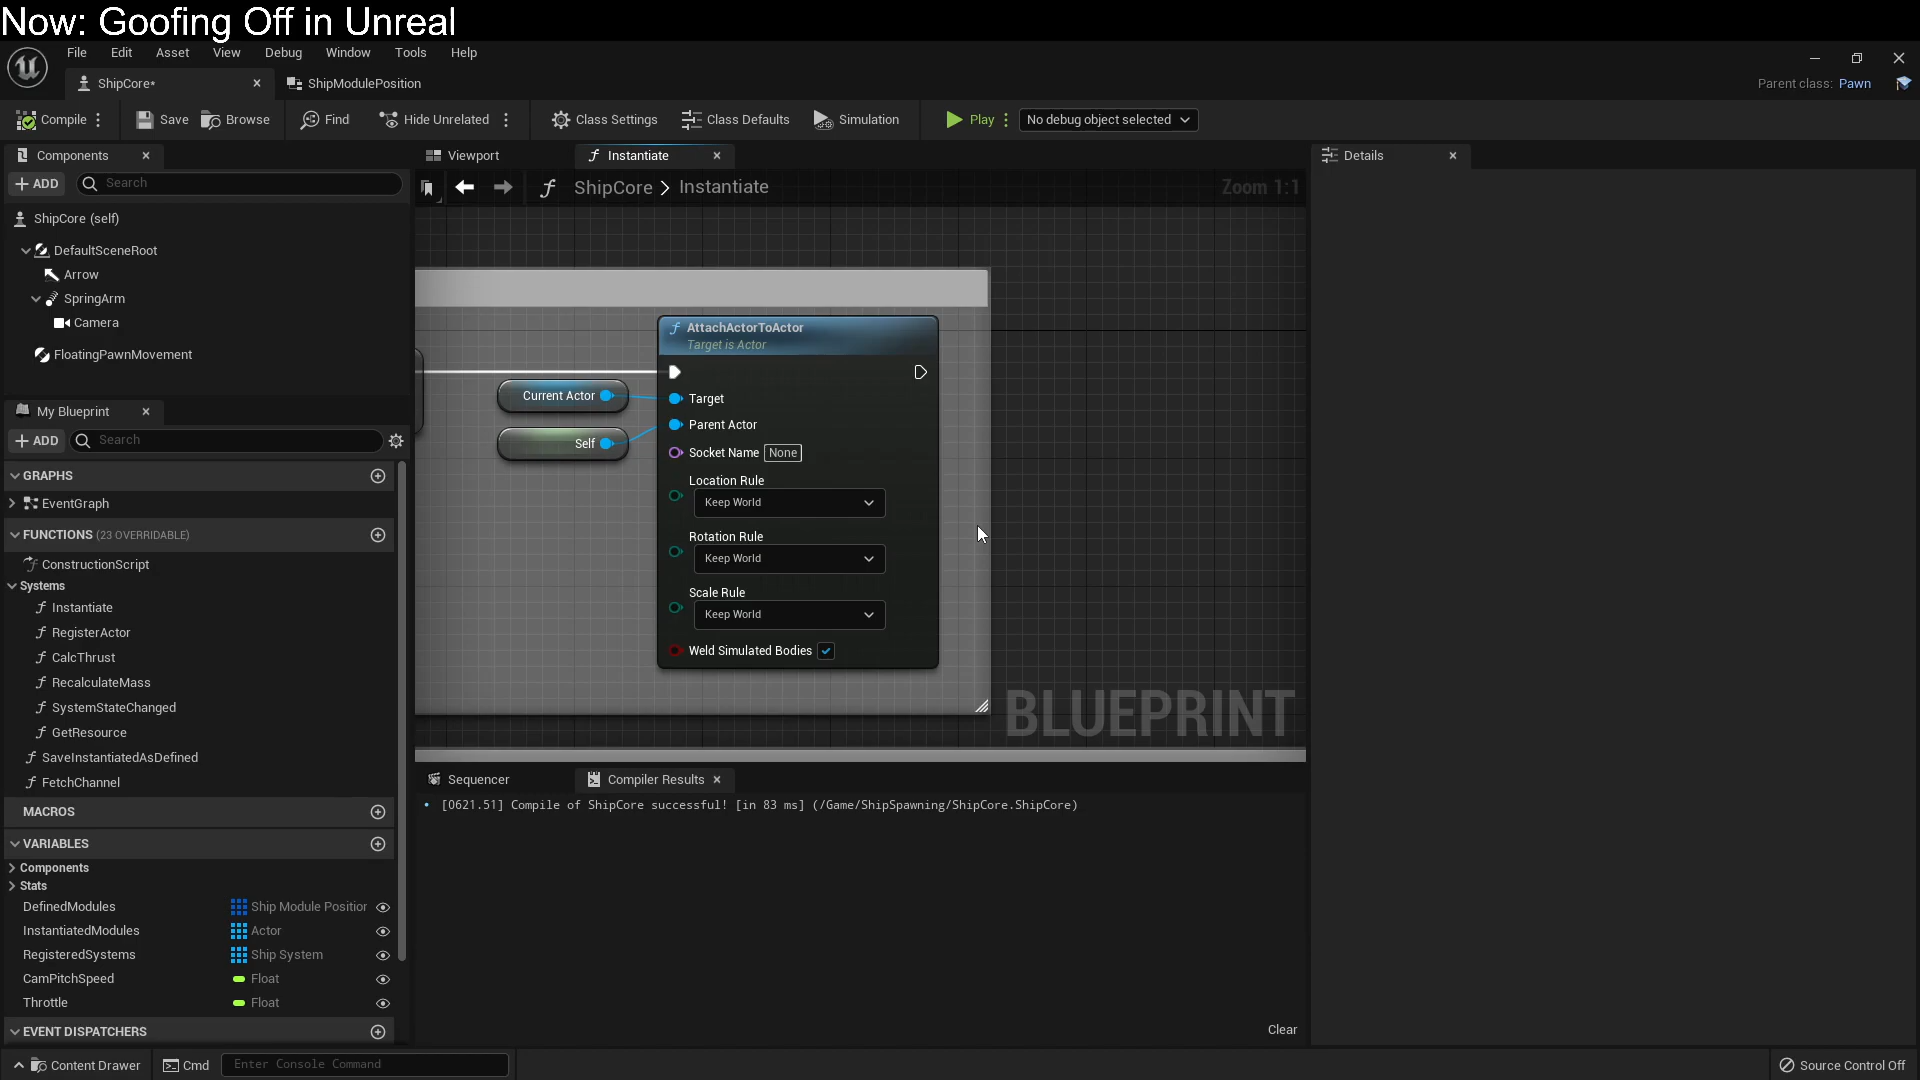 Now: Goofing Off in Unreal
File Edit Asset View Debug Window Tools Help
ShipCore* ShipModulePosition
Parent class: Pawn
Compile Save Browse Find Hide Unrelated Class Settings Class Defaults Simulation Play No debug object selected
Components
ADD Search
ShipCore (self)
DefaultSceneRoot
Arrow
SpringArm
Camera
FloatingPawnMovement
My Blueprint
ADD Search
GRAPHS
EventGraph
FUNCTIONS (23 OVERRIDABLE)
ConstructionScript
Systems
Instantiate
RegisterActor
CalcThrust
RecalculateMass
SystemStateChanged
GetResource
SaveInstantiatedAsDefined
FetchChannel
MACROS
VARIABLES
Components
Stats
DefinedModules Ship Module Position
InstantiatedModules Actor
RegisteredSystems Ship System
CamPitchSpeed Float
Throttle Float
EVENT DISPATCHERS
Viewport Instantiate
ShipCore > Instantiate
Zoom 1:1
AttachActorToActor
Target is Actor
Current Actor
Self
Target
Parent Actor
Socket Name None
Location Rule
Keep World
Rotation Rule
Keep World
Scale Rule
Keep World
Weld Simulated Bodies
BLUEPRINT
Sequencer Compiler Results
[0621.51] Compile of ShipCore successful! [in 83 ms] (/Game/ShipSpawning/ShipCore.ShipCore)
Clear
Details
Content Drawer Cmd Enter Console Command
Source Control Off